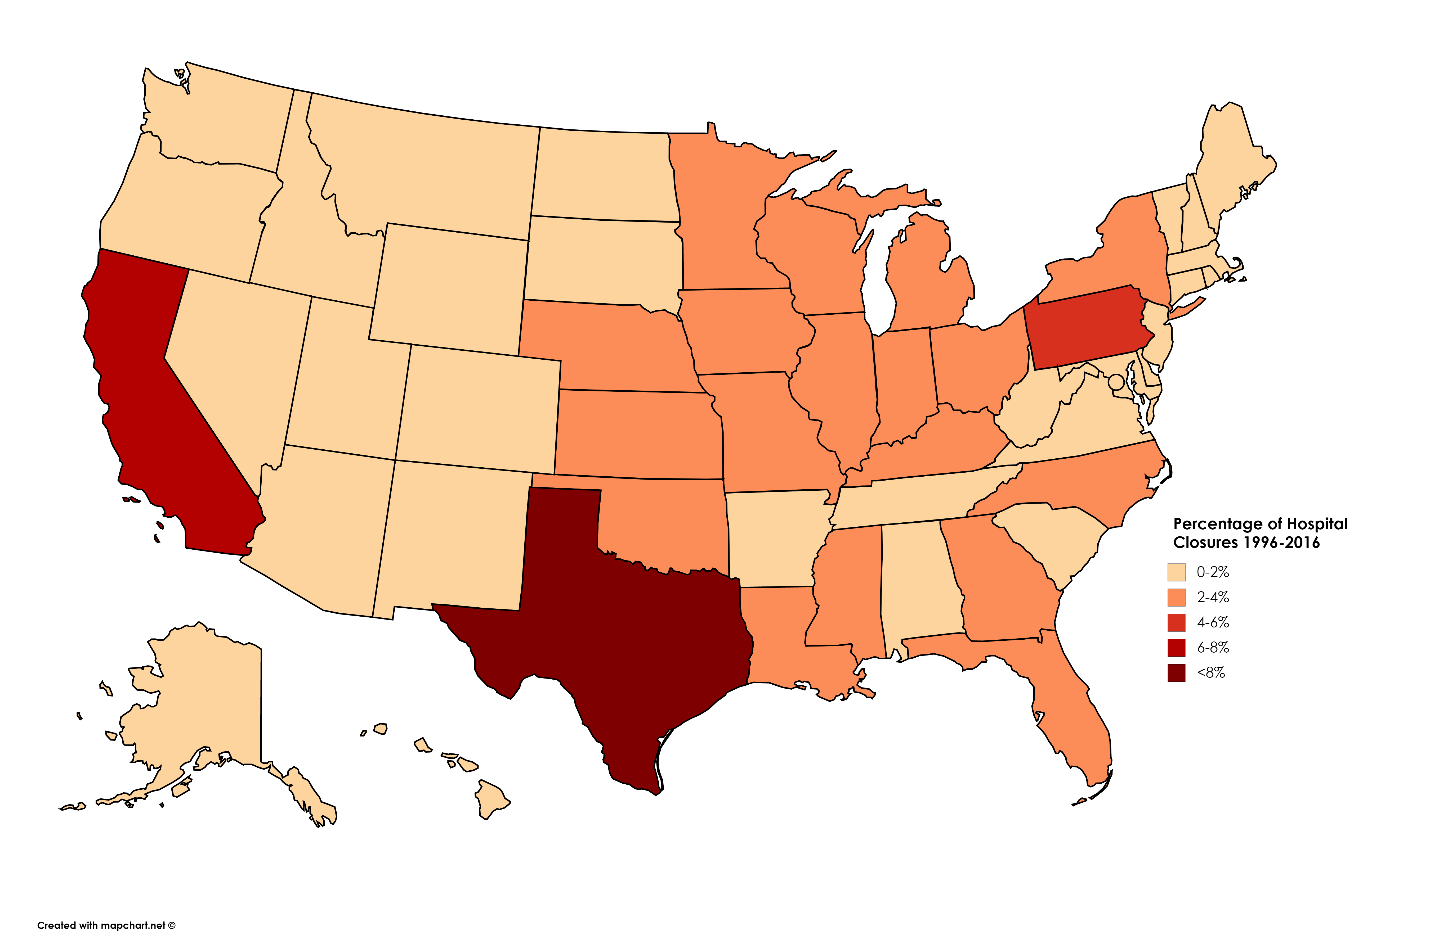 Percentage of Hospital
Closures 1996-2016
0-2%
2-4%
4-6%
6-8%
<8%
Created with mapchart.net ©